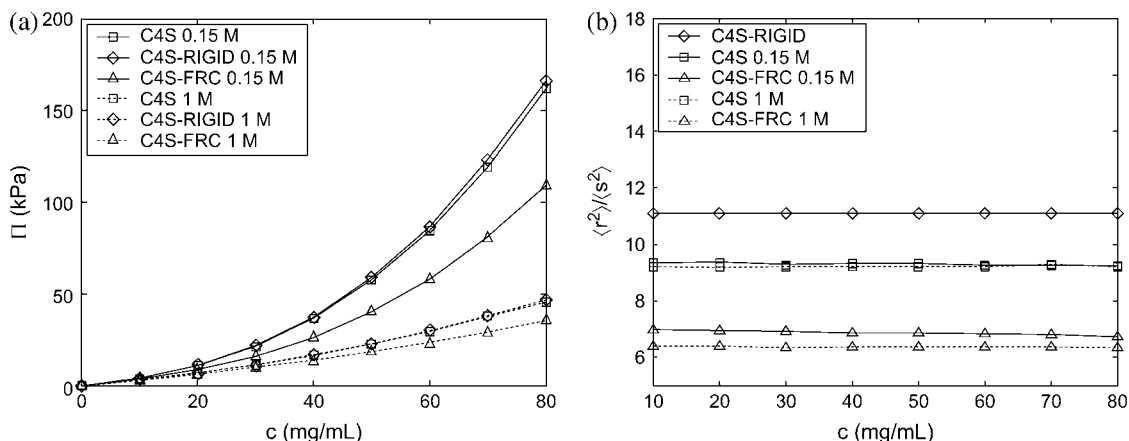 (a)
200
150
100
50
0
Π (kPa)
C4S 0.15 M
C4S-RIGID 0.15 M
C4S-FRC 0.15 M
C4S 1 M
C4S-RIGID 1 M
C4S-FRC 1 M
0 20 40 60 80
c (mg/mL)
(b)
18
16
14
12
10
8
6
⟨r²⟩/⟨s²⟩
C4S-RIGID
C4S 0.15 M
C4S-FRC 0.15 M
C4S 1 M
C4S-FRC 1 M
10 20 30 40 50 60 70 80
c (mg/mL)